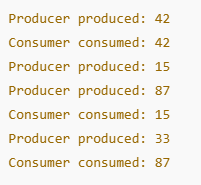 Producer produced: 42
Consumer consumed: 42
Producer produced: 15
Producer produced: 87
Consumer consumed: 15
Producer produced: 33
Consumer consumed: 87